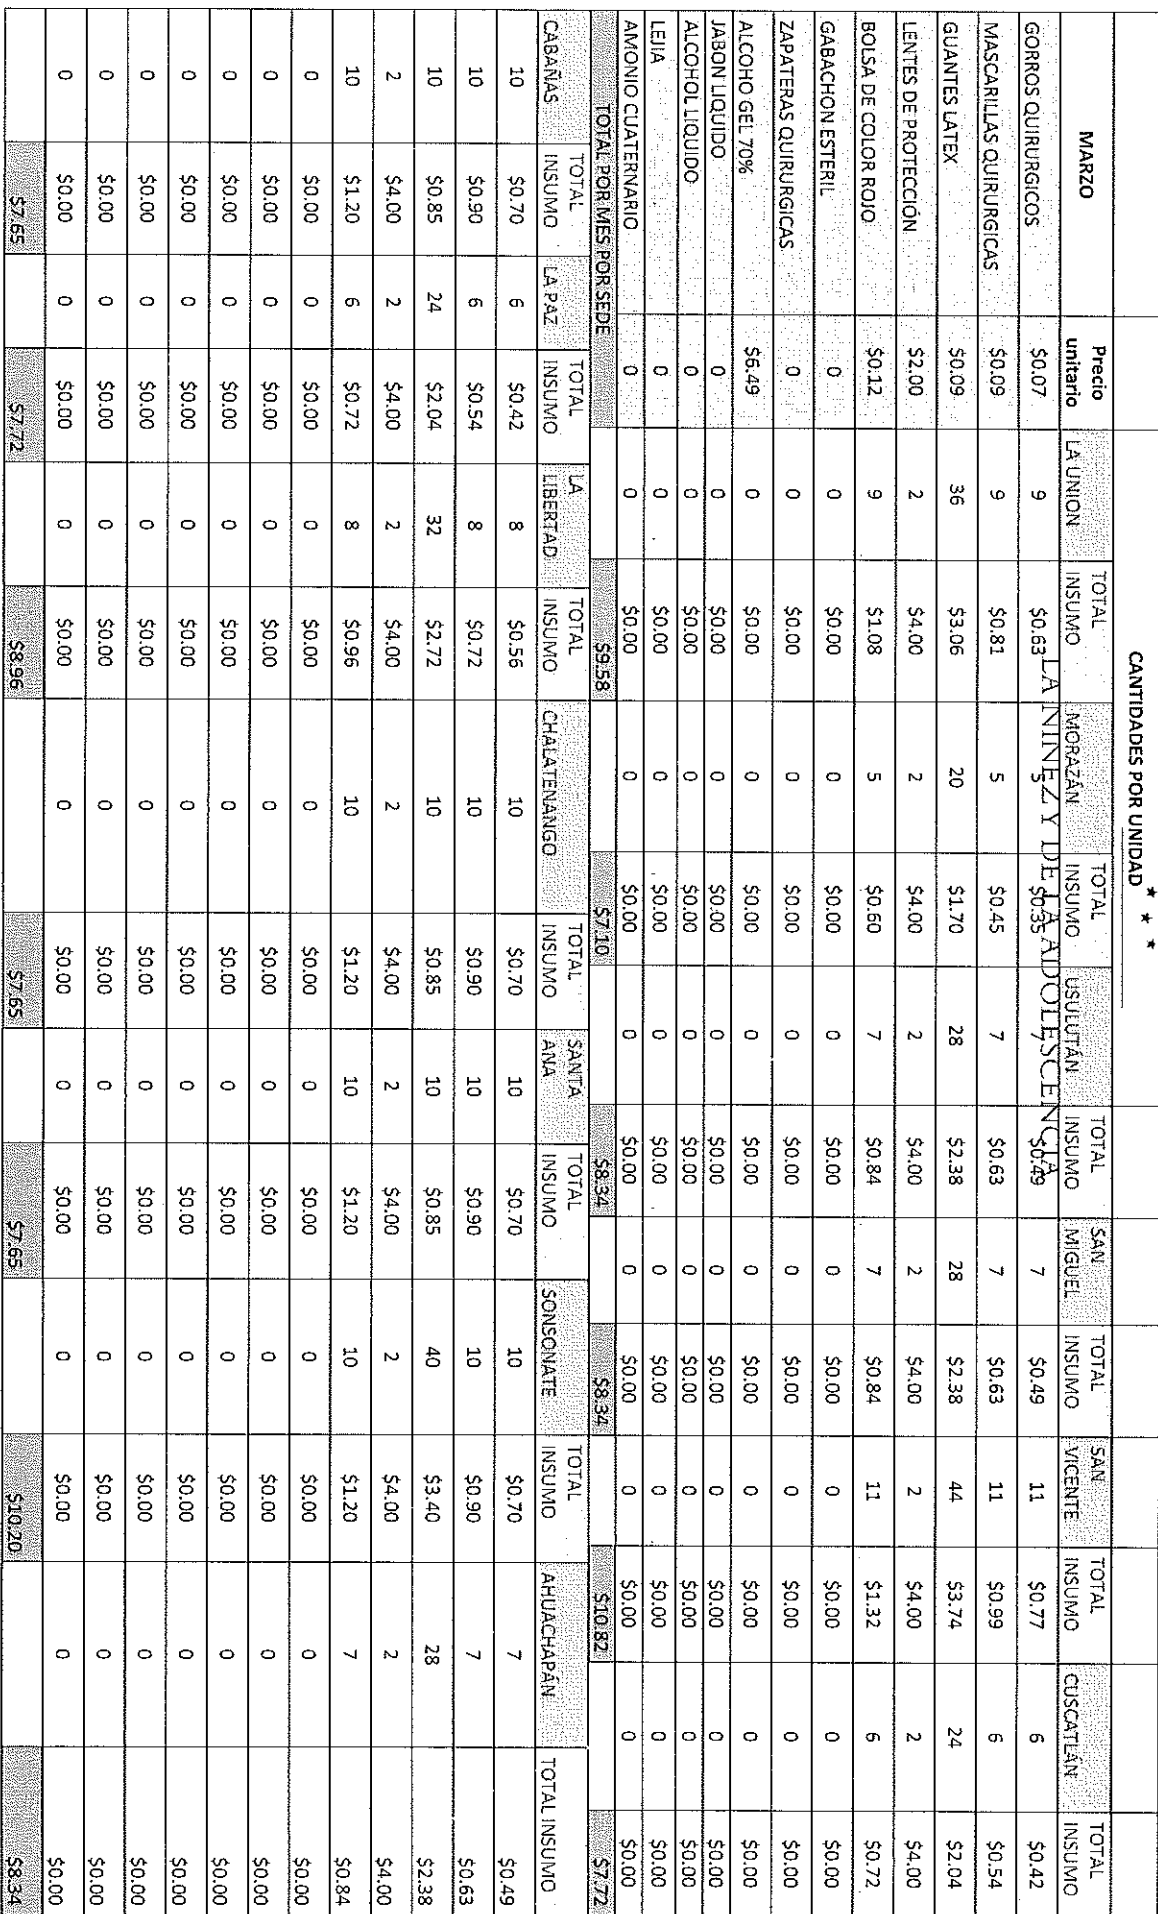 CANTIDADES POR UNIDAD
* * *
LA NINEZ Y DE LA ADOLESCENCIA
MARZO Precio unitario LA UNION TOTAL INSUMO MORAZÁN TOTAL INSUMO USULUTÁN TOTAL INSUMO SAN MIGUEL TOTAL INSUMO SAN VICENTE TOTAL INSUMO CUSCATLÁN TOTAL INSUMO
GORROS QUIRURGICOS $0.07 9 $0.63 5 $0.35 7 $0.49 7 $0.49 11 $0.77 6 $0.42
MASCARILLAS QUIRURGICAS $0.09 9 $0.81 5 $0.45 7 $0.63 7 $0.63 11 $0.99 6 $0.54
GUANTES LATEX $0.09 36 $3.06 20 $1.70 28 $2.38 28 $2.38 44 $3.74 24 $2.04
LENTES DE PROTECCIÓN $2.00 2 $4.00 2 $4.00 2 $4.00 2 $4.00 2 $4.00 2 $4.00
BOLSA DE COLOR ROJO $0.12 9 $1.08 5 $0.60 7 $0.84 7 $0.84 11 $1.32 6 $0.72
GABACHON ESTERIL 0 0 $0.00 0 $0.00 0 $0.00 0 $0.00 0 $0.00 0 $0.00
ZAPATERAS QUIRURGICAS 0 0 $0.00 0 $0.00 0 $0.00 0 $0.00 0 $0.00 0 $0.00
ALCOHO GEL 70% $6.49 0 $0.00 0 $0.00 0 $0.00 0 $0.00 0 $0.00 0 $0.00
JABON LIQUIDO 0 0 $0.00 0 $0.00 0 $0.00 0 $0.00 0 $0.00 0 $0.00
ALCOHOL LIQUIDO 0 0 $0.00 0 $0.00 0 $0.00 0 $0.00 0 $0.00 0 $0.00
LEJIA 0 0 $0.00 0 $0.00 0 $0.00 0 $0.00 0 $0.00 0 $0.00
AMONIO CUATERNARIO 0 0 $0.00 0 $0.00 0 $0.00 0 $0.00 0 $0.00 0 $0.00
TOTAL POR MES POR SEDE $9.58 $7.10 $8.34 $8.34 $10.82 $7.72
CABAÑAS TOTAL INSUMO LA PAZ TOTAL INSUMO LA LIBERTAD TOTAL INSUMO CHALATENANGO TOTAL INSUMO SANTA ANA TOTAL INSUMO SONSONATE TOTAL INSUMO AHUACHAPÁN TOTAL INSUMO
10 $0.70 6 $0.42 8 $0.56 10 $0.70 10 $0.70 10 $0.70 7 $0.49
10 $0.90 6 $0.54 8 $0.72 10 $0.90 10 $0.90 10 $0.90 7 $0.63
10 $0.85 24 $2.04 32 $2.72 10 $0.85 10 $0.85 40 $3.40 28 $2.38
2 $4.00 2 $4.00 2 $4.00 2 $4.00 2 $4.00 2 $4.00 2 $4.00
10 $1.20 6 $0.72 8 $0.96 10 $1.20 10 $1.20 10 $1.20 7 $0.84
0 $0.00 0 $0.00 0 $0.00 0 $0.00 0 $0.00 0 $0.00 0 $0.00
0 $0.00 0 $0.00 0 $0.00 0 $0.00 0 $0.00 0 $0.00 0 $0.00
0 $0.00 0 $0.00 0 $0.00 0 $0.00 0 $0.00 0 $0.00 0 $0.00
0 $0.00 0 $0.00 0 $0.00 0 $0.00 0 $0.00 0 $0.00 0 $0.00
0 $0.00 0 $0.00 0 $0.00 0 $0.00 0 $0.00 0 $0.00 0 $0.00
0 $0.00 0 $0.00 0 $0.00 0 $0.00 0 $0.00 0 $0.00 0 $0.00
0 $0.00 0 $0.00 0 $0.00 0 $0.00 0 $0.00 0 $0.00 0 $0.00
$7.65 $7.72 $8.96 $7.65 $7.65 $10.20 $8.34